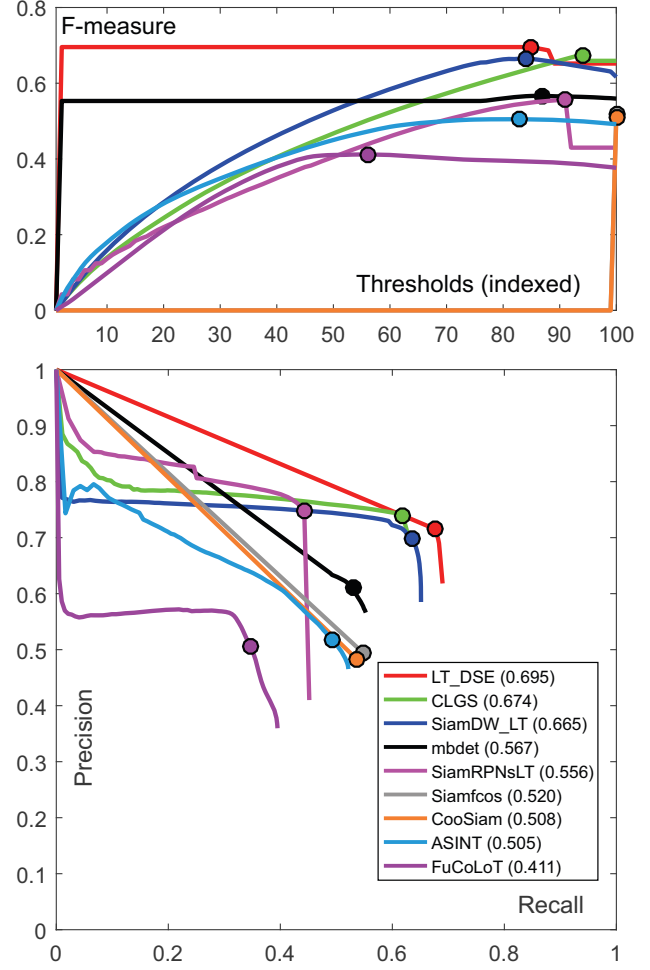 F-measure
0.8
0.6
0.4
0.2
0
Thresholds (indexed)
10 20 30 40 50 60 70 80 90 100
1
0.9
0.8
0.7
0.6
0.5
0.4
0.3
0.2
0.1
0
Precision
LT_DSE (0.695)
CLGS (0.674)
SiamDW_LT (0.665)
mbdet (0.567)
SiamRPNsLT (0.556)
Siamfcos (0.520)
CooSiam (0.508)
ASINT (0.505)
FuCoLoT (0.411)
Recall
0 0.2 0.4 0.6 0.8 1